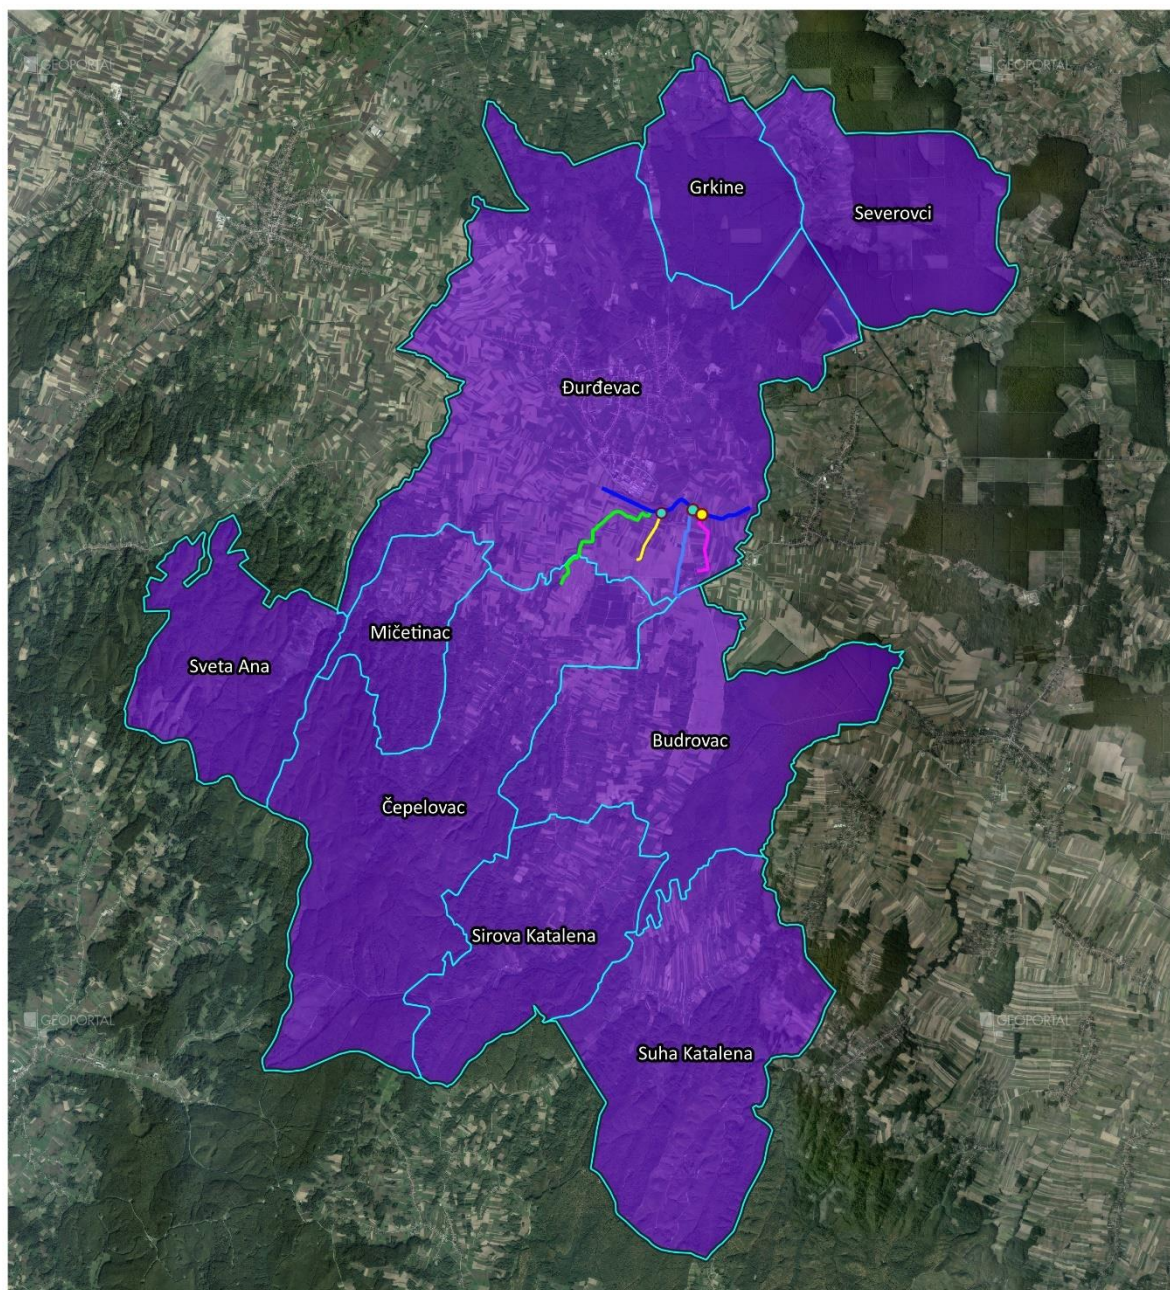 GEOPORTAL
GEOPORTAL
Grkine
Severovci
Đurđevac
Mičetinac
Sveta Ana
Budrovac
Čepelovac
Sirova Katalena
GEOPORTAL
GEOPORTAL
Suha Katalena